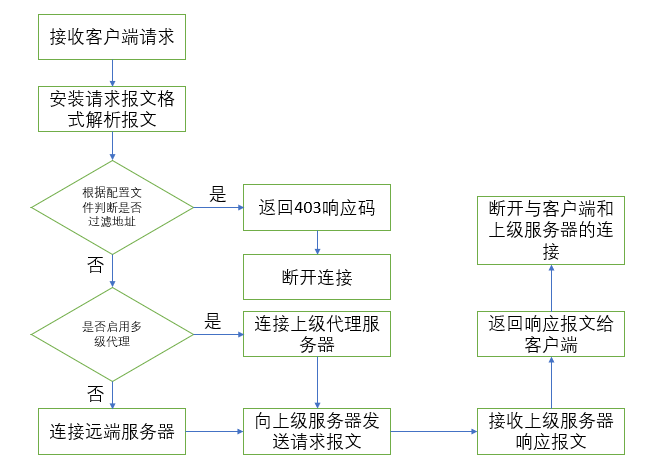 接收客户端请求
安装请求报文格
式解析报文
根据配置文
件判断是否
过滤地址
是
返回403响应码
断开连接
否
是否启用多
级代理
是
连接上级代理服
务器
否
连接远端服务器
向上级服务器发
送请求报文
接收上级服务器
响应报文
返回响应报文给
客户端
断开与客户端和
上级服务器的连
接